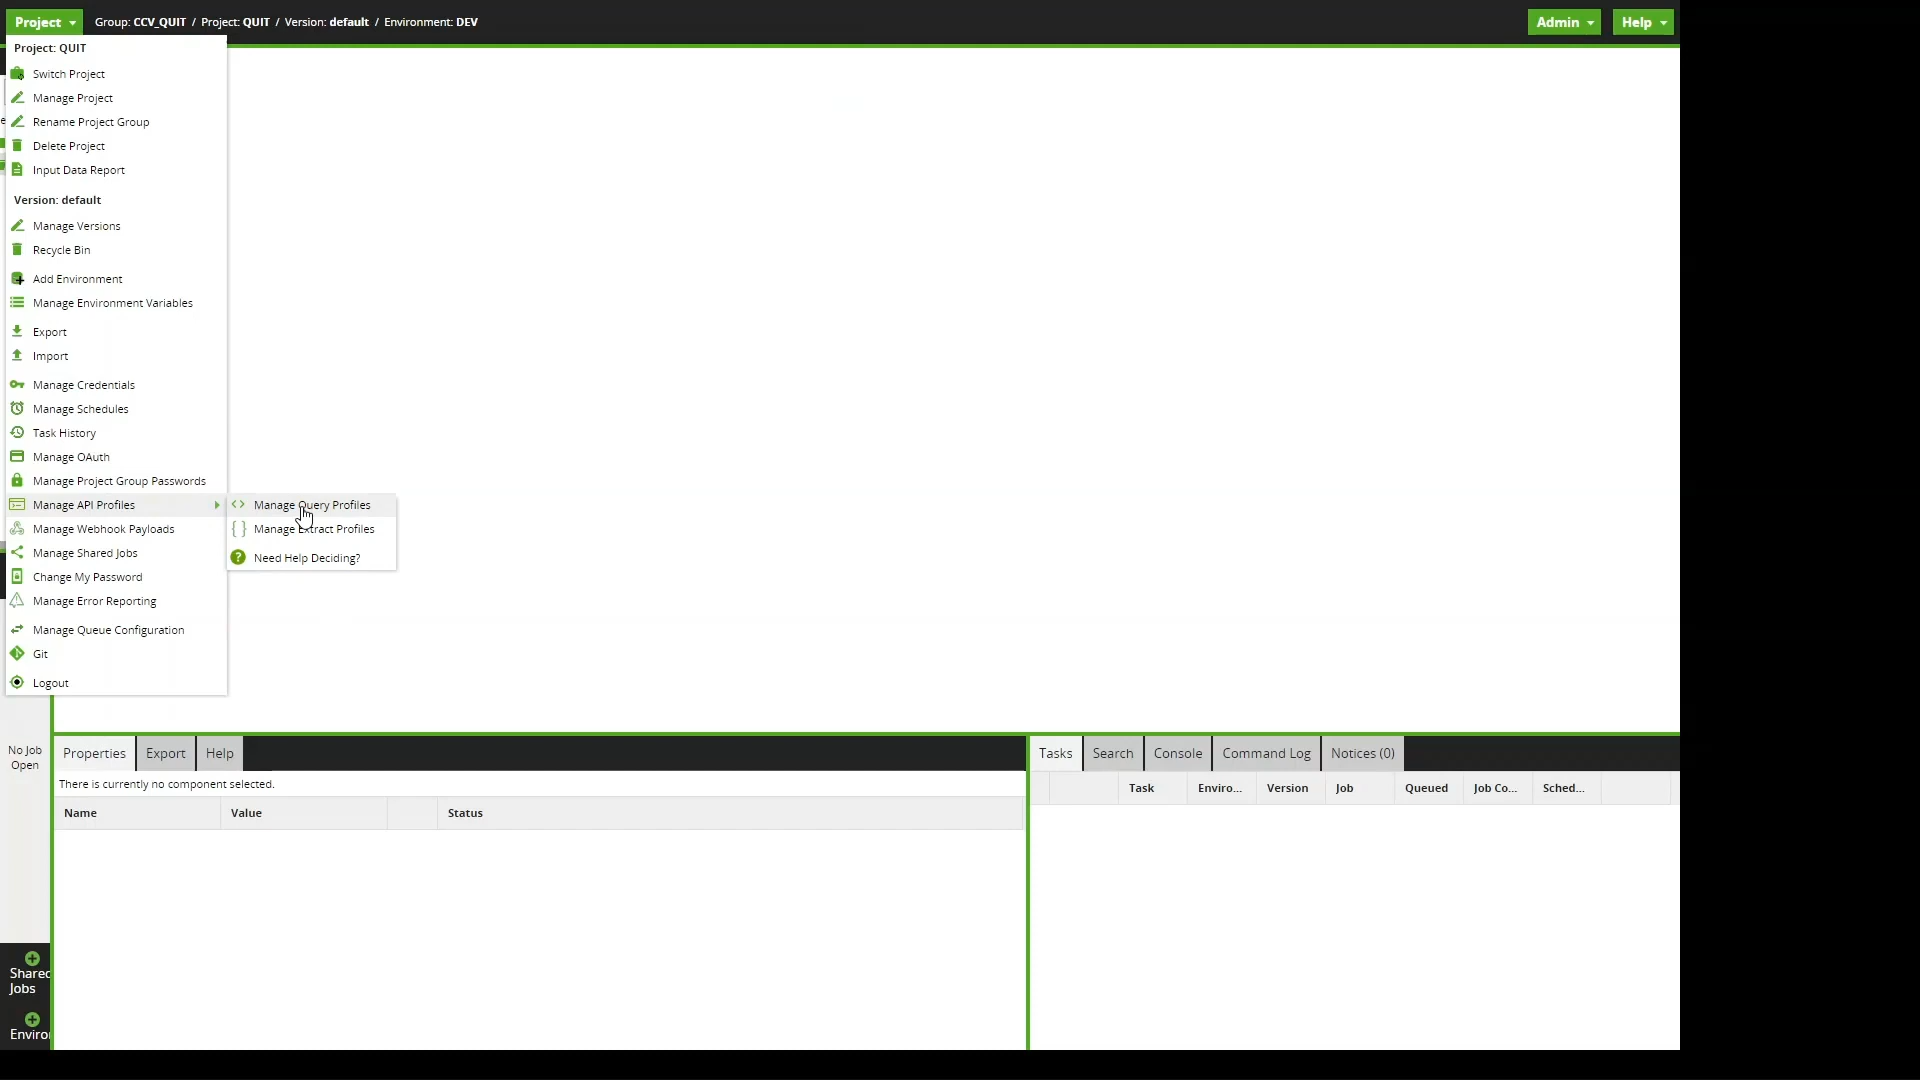 Project
Group: CCV_QUIT / Project: QUIT / Version: default / Environment: DEV
Admin
Help
Project: QUIT
Switch Project
Manage Project
Rename Project Group
Delete Project
Input Data Report
Version: default
Manage Versions
Recycle Bin
Add Environment
Manage Environment Variables
Export
Import
Manage Credentials
Manage Schedules
Task History
Manage OAuth
Manage Project Group Passwords
Manage API Profiles
Manage Query Profiles
Manage Extract Profiles
Need Help Deciding?
Manage Webhook Payloads
Manage Shared Jobs
Change My Password
Manage Error Reporting
Manage Queue Configuration
Git
Logout
No Job
Open
Properties Export Help
There is currently no component selected.
Name Value Status
Tasks Search Console Command Log Notices (0)
Task Enviro... Version Job Queued Job Co... Sched...
Shared
Jobs
Enviro